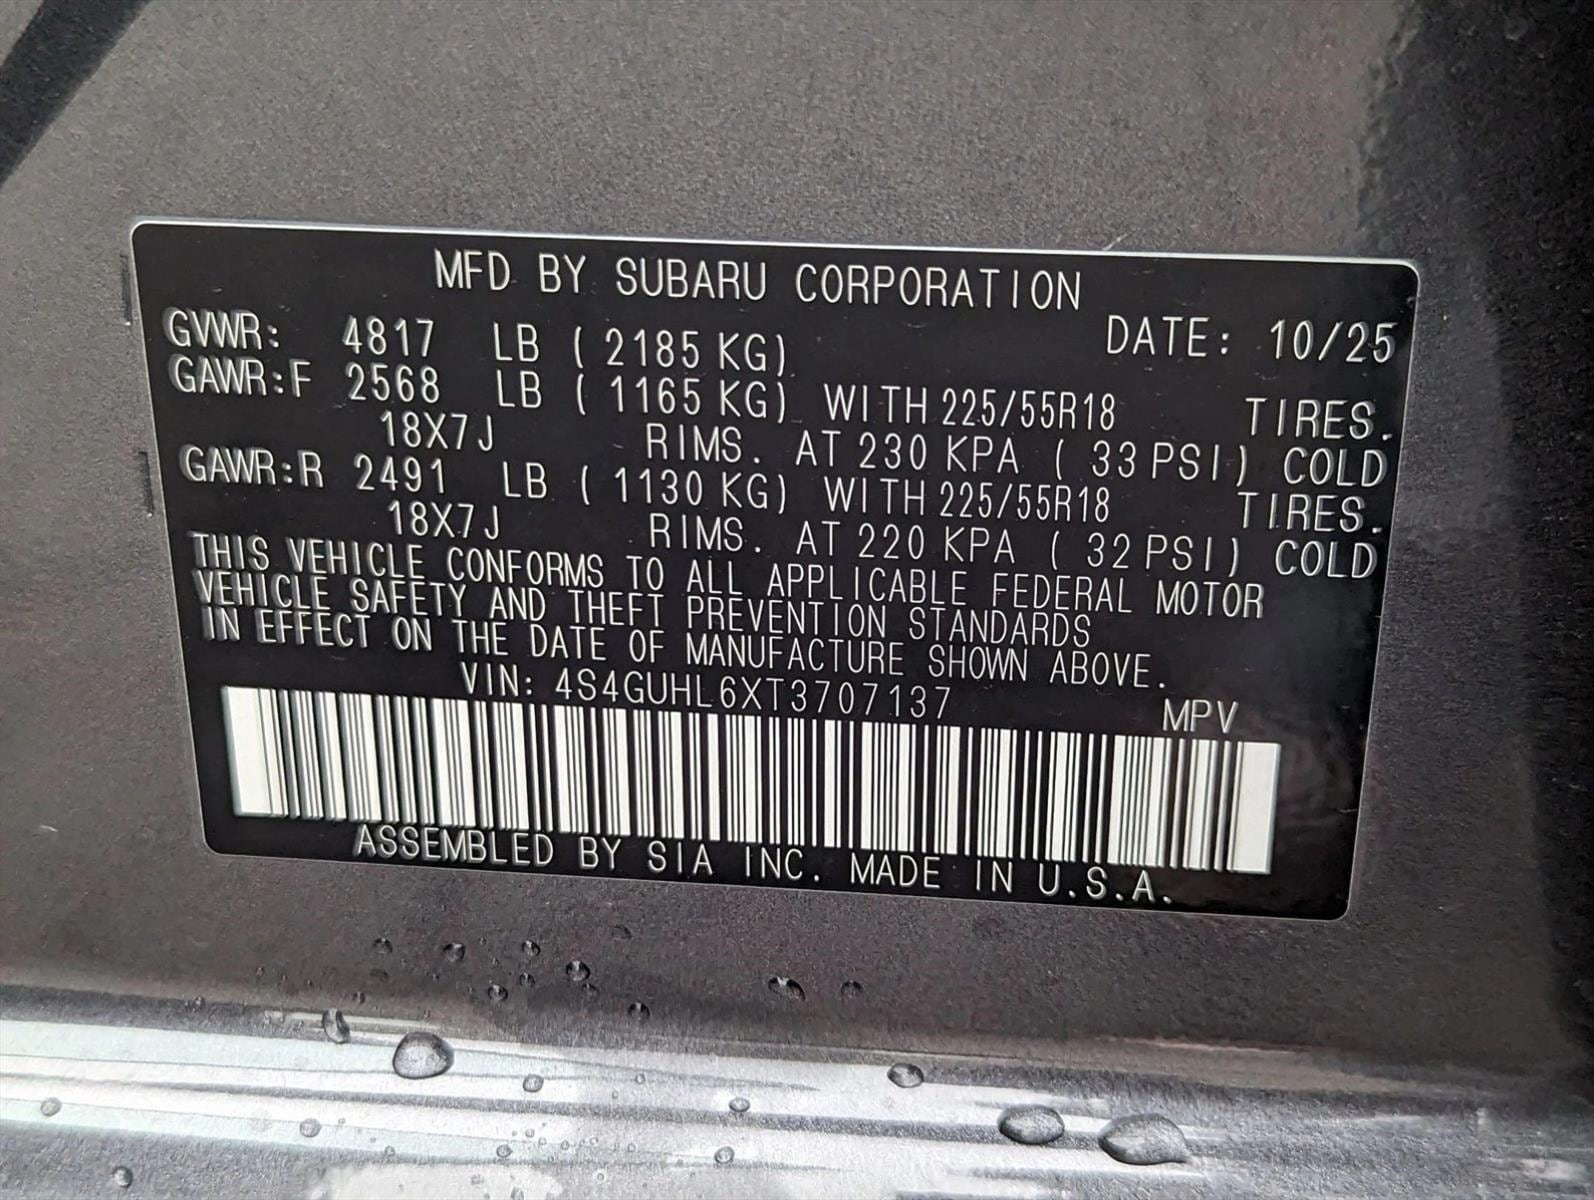 MFD BY SUBARU CORPORATION
GVWR: 4817 LB ( 2185 KG) DATE: 10/25
GAWR:F 2568 LB ( 1165 KG) WITH 225/55R18 TIRES.
18X7J RIMS. AT 230 KPA ( 33 PSI) COLD
GAWR:R 2491 LB ( 1130 KG) WITH 225/55R18 TIRES.
18X7J RIMS. AT 220 KPA ( 32 PSI) COLD
THIS VEHICLE CONFORMS TO ALL APPLICABLE FEDERAL MOTOR
VEHICLE SAFETY AND THEFT PREVENTION STANDARDS
IN EFFECT ON THE DATE OF MANUFACTURE SHOWN ABOVE.
VIN: 4S4GUHL6XT3707137 MPV
ASSEMBLED BY SIA INC. MADE IN U.S.A.